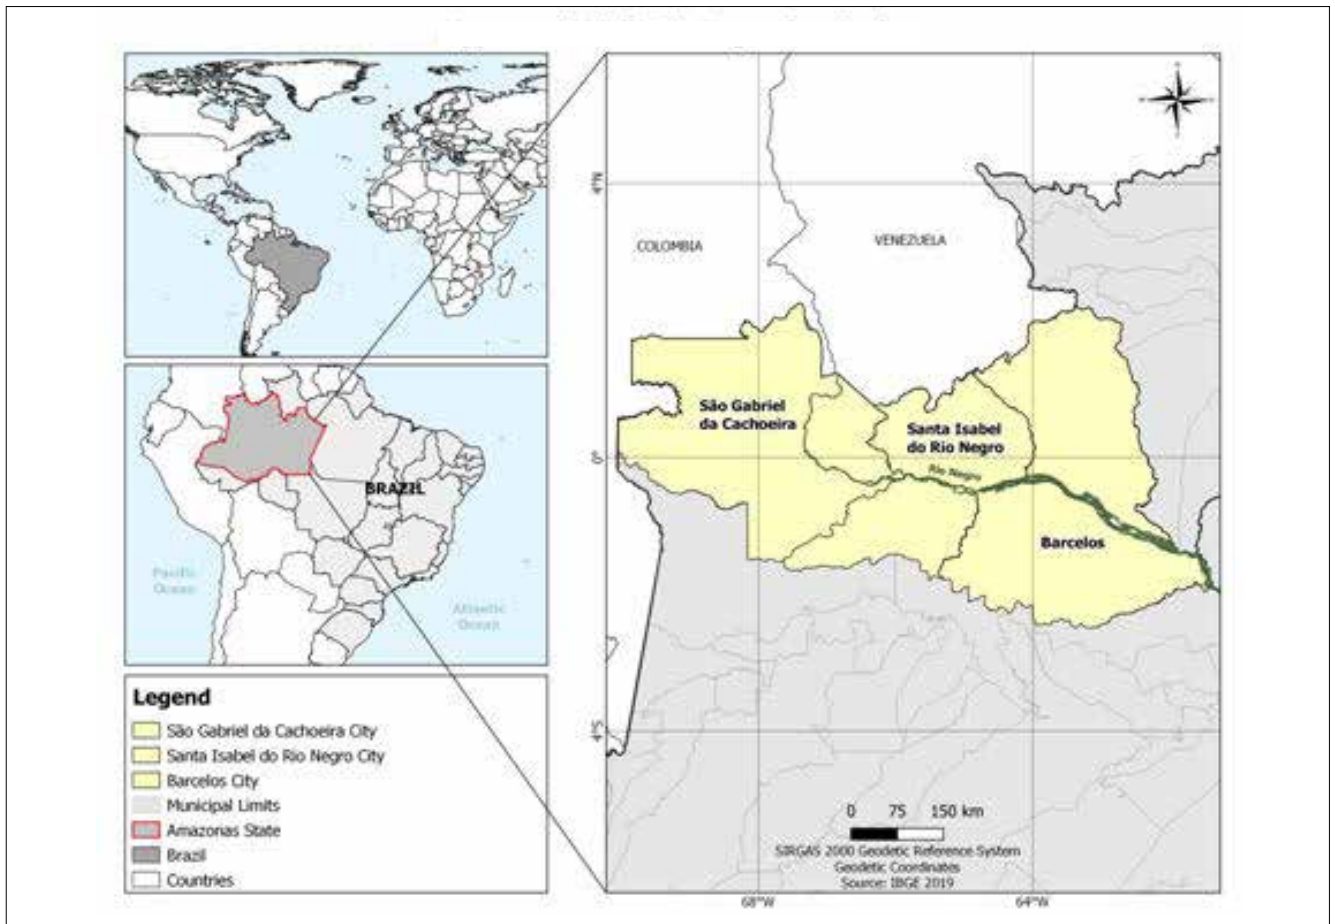 BRAZIL
Pacific
Ocean
Atlantic
Ocean
Legend
São Gabriel da Cachoeira City
Santa Isabel do Rio Negro City
Barcelos City
Municipal Limits
Amazonas State
Brazil
Countries
4°N
COLOMBIA
VENEZUELA
São Gabriel
da Cachoeira
Santa Isabel
do Rio Negro
0°
Rio Negro
Barcelos
4°S
0 75 150 km
SIRGAS 2000 Geodetic Reference System
Geodetic Coordinates
Source: IBGE 2019
68°W
64°W